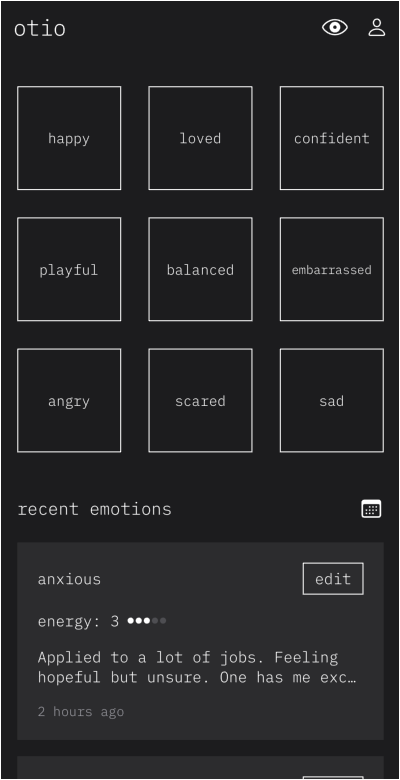 otio
happy loved confident
playful balanced embarrassed
angry scared sad
recent emotions
anxious edit
energy: 3
Applied to a lot of jobs. Feeling
hopeful but unsure. One has me exc…
2 hours ago